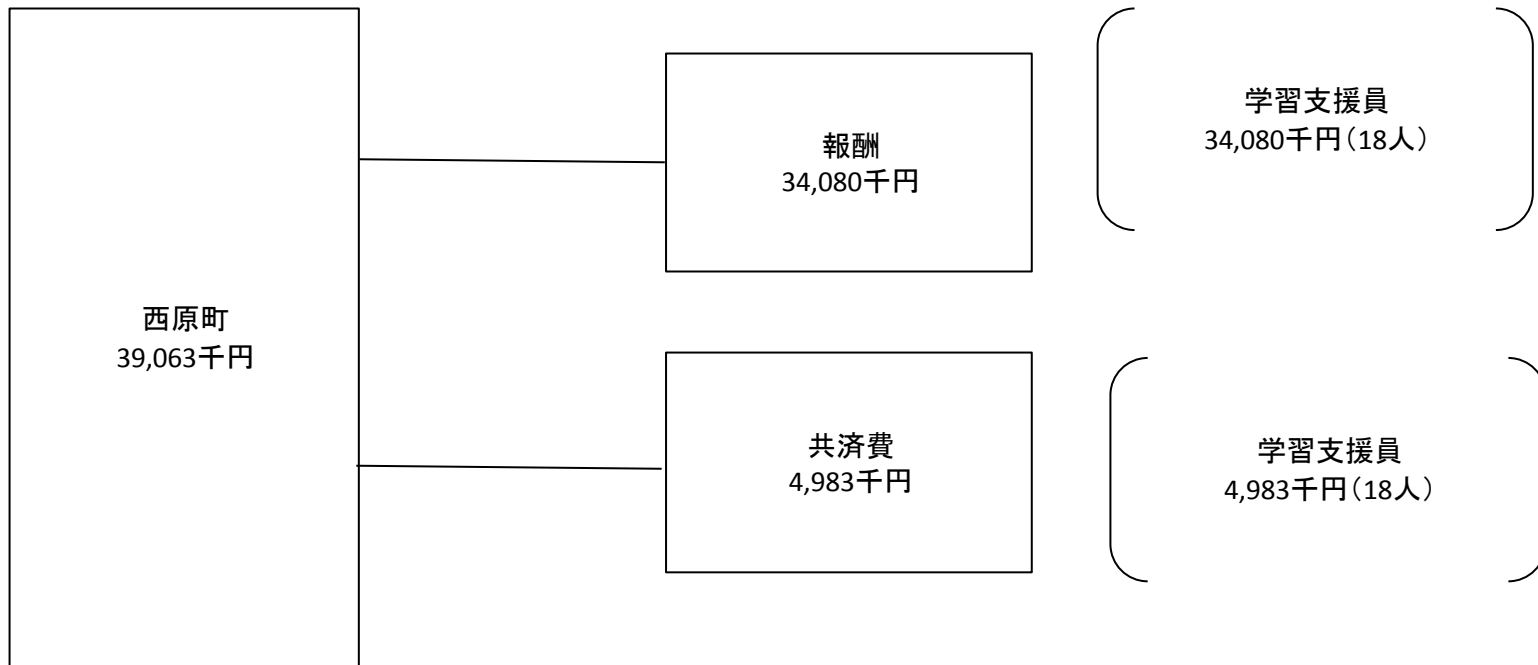 西原町
39,063千円
報酬
34,080千円
学習支援員
34,080千円(18人)
共済費
4,983千円
学習支援員
4,983千円(18人)